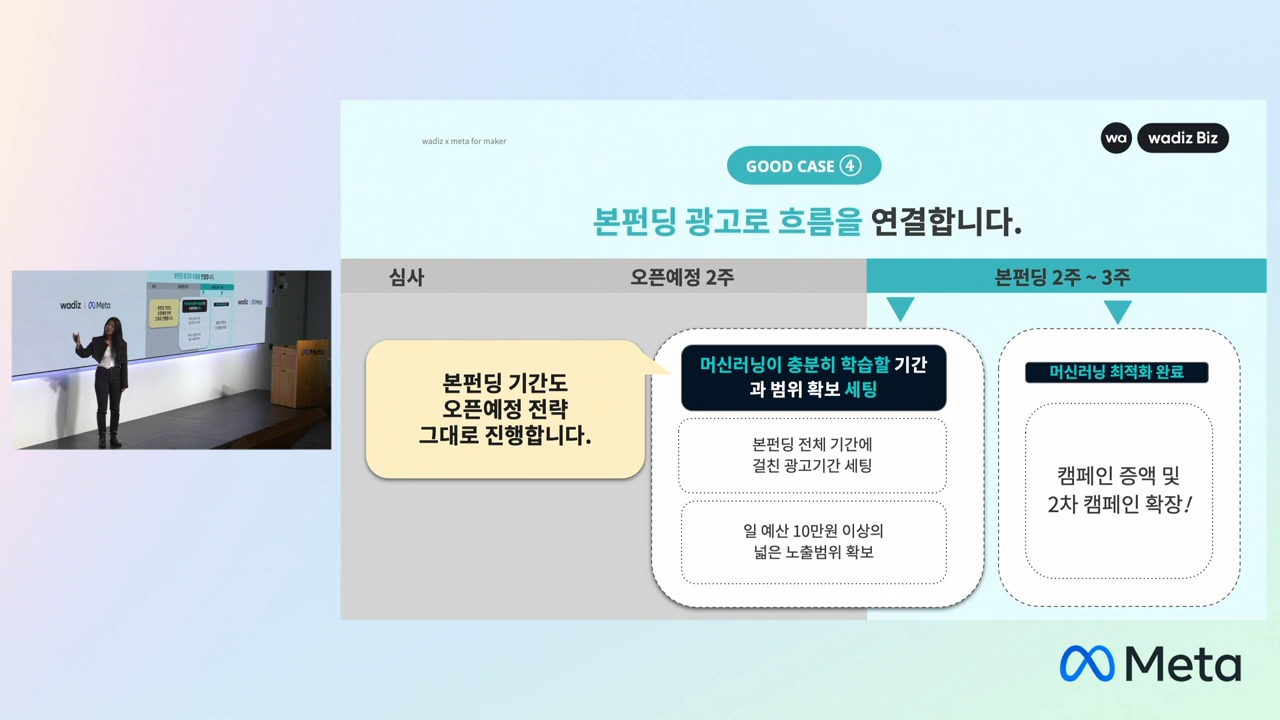 wadiz x meta for maker
wa wadiz Biz
GOOD CASE ④
본펀딩 광고로 흐름을 연결합니다.
심사
오픈예정 2주
본펀딩 2주 ~ 3주
본펀딩 기간도
오픈예정 전략
그대로 진행합니다.
머신러닝이 충분히 학습할 기간
과 범위 확보 세팅
본펀딩 전체 기간에
걸친 광고기간 세팅
일 예산 10만원 이상의
넓은 노출범위 확보
머신러닝 최적화 완료
캠페인 증액 및
2차 캠페인 확장!
wadiz | Meta
wadiz | Meta
Meta
Meta